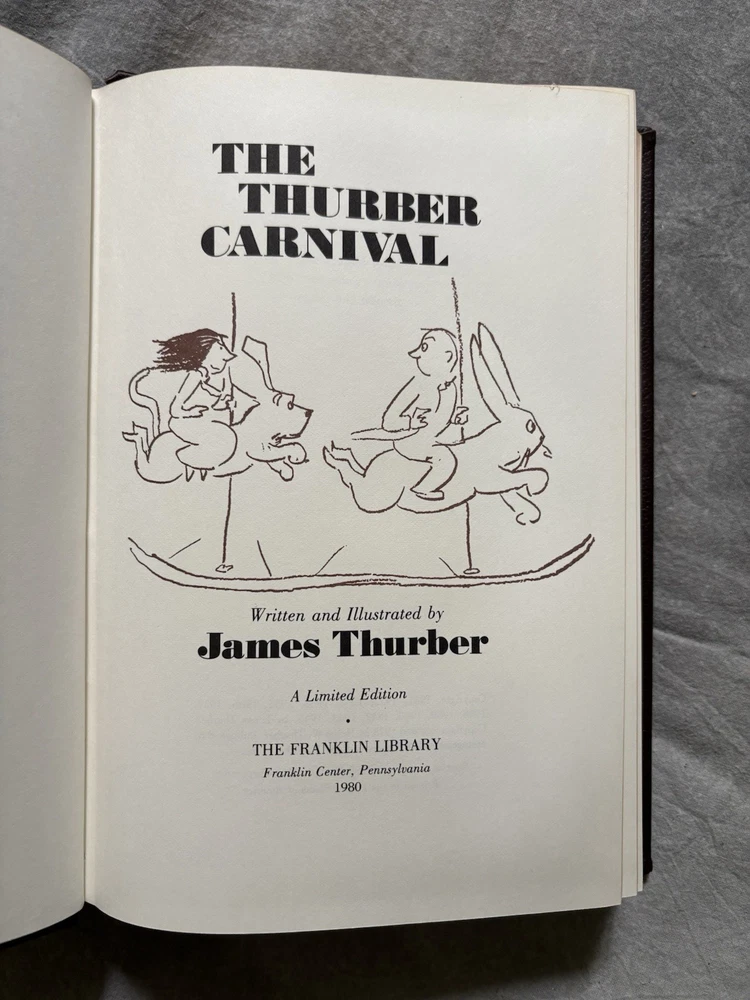 THE
THURBER
CARNIVAL
Written and Illustrated by
James Thurber
A Limited Edition
•
THE FRANKLIN LIBRARY
Franklin Center, Pennsylvania
1980